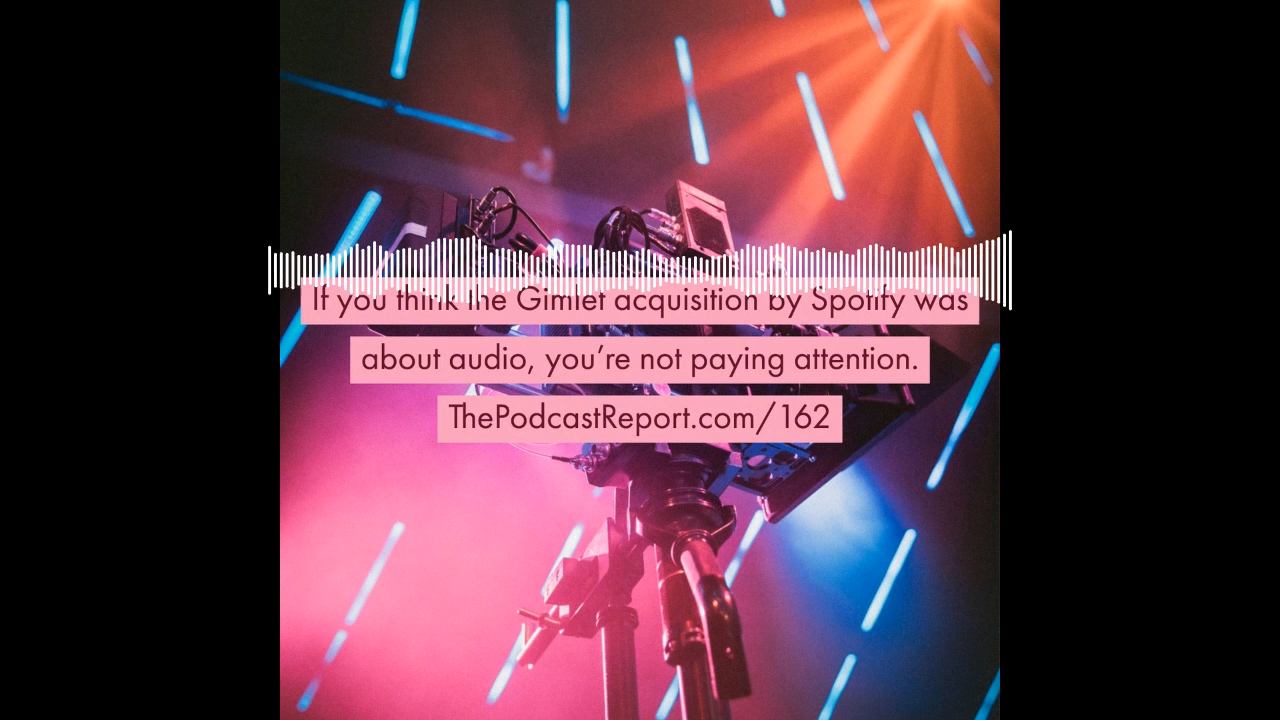 If you think the Gimlet acquisition by Spotify was
about audio, you’re not paying attention.
ThePodcastReport.com/162